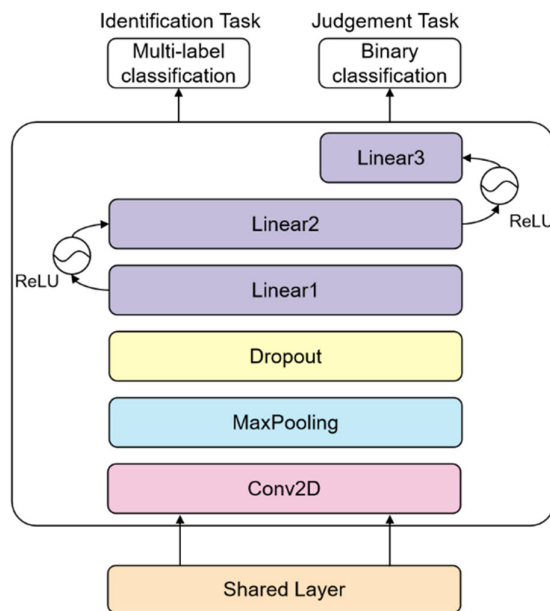 Identification Task
Judgement Task
Multi-label
classification
Binary
classification
Linear3
ReLU
Linear2
ReLU
Linear1
Dropout
MaxPooling
Conv2D
Shared Layer